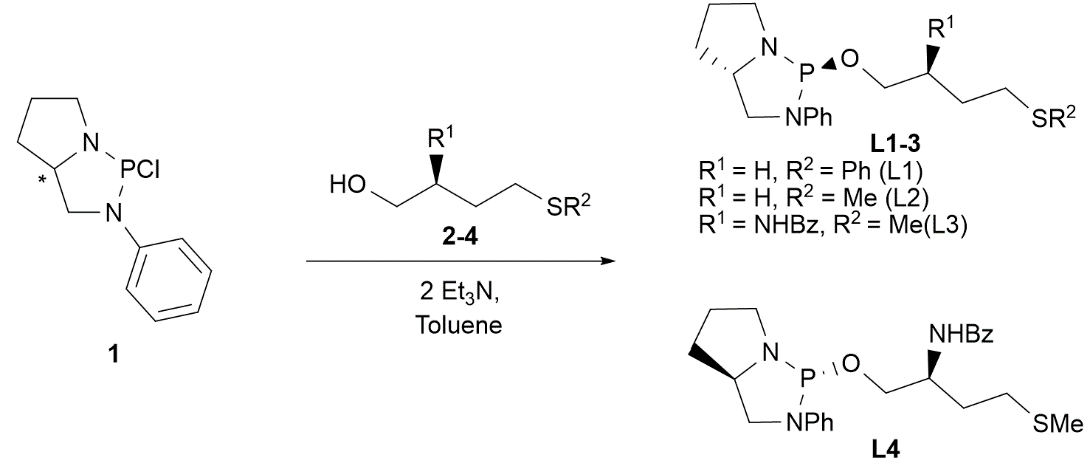 N
PCl
*
N
1
R¹
HO
SR²
2-4
2 Et₃N,
Toluene
R¹
N
P
O
NPh
SR²
L1-3
R¹ = H, R² = Ph (L1)
R¹ = H, R² = Me (L2)
R¹ = NHBz, R² = Me(L3)
NHBz
N
P
O
NPh
SMe
L4